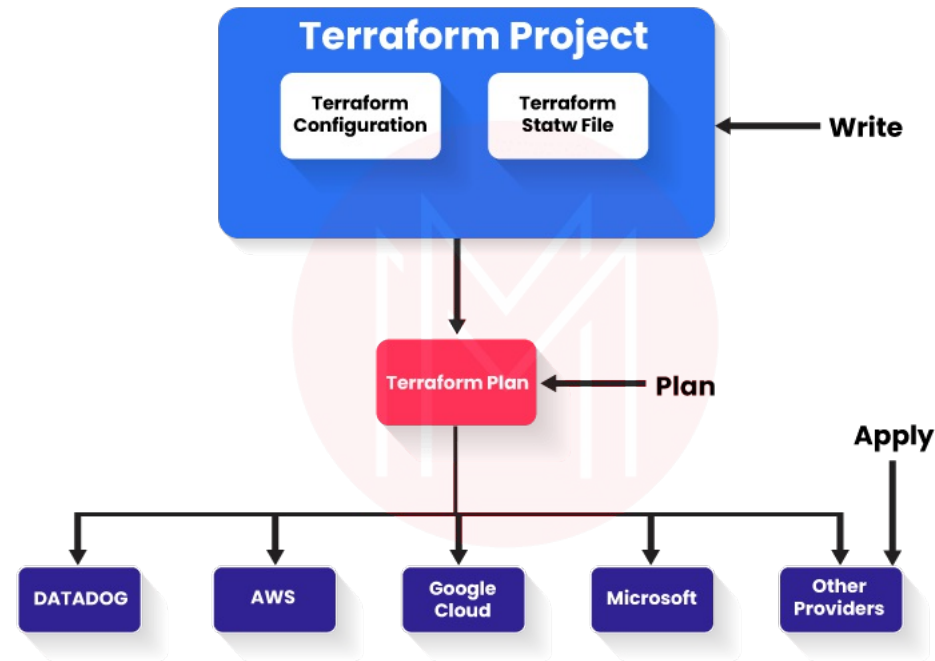 Terraform Project
Terraform
Configuration
Terraform
Statw File
Write
Terraform Plan
Plan
Apply
DATADOG
AWS
Google
Cloud
Microsoft
Other
Providers